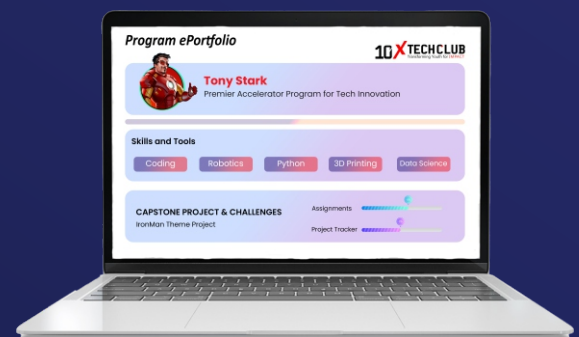 Program ePortfolio
10XTECHCLUB
Transforming Youth for IMPACT
Tony Stark
Premier Accelerator Program for Tech Innovation
Skills and Tools
Coding Robotics Python 3D Printing Data Science
CAPSTONE PROJECT & CHALLENGES
IronMan Theme Project
Assignments
Project Tracker